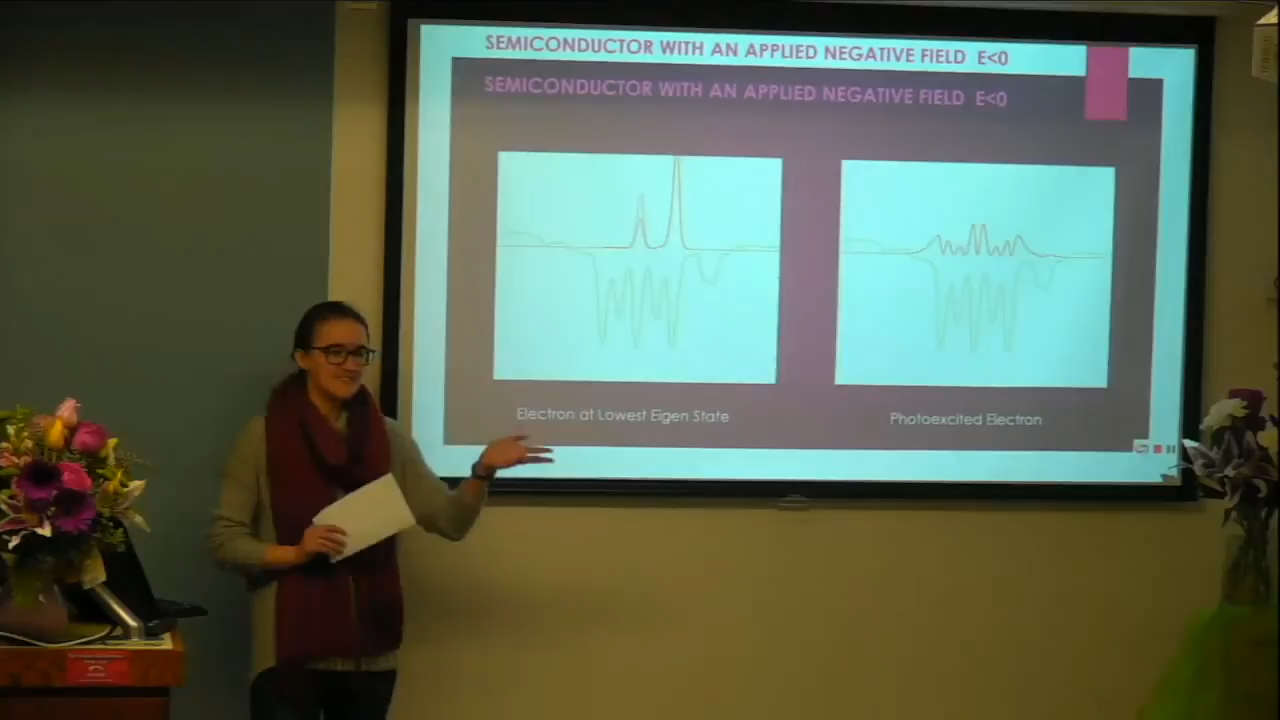 SEMICONDUCTOR WITH AN APPLIED NEGATIVE FIELD E<0
SEMICONDUCTOR WITH AN APPLIED NEGATIVE FIELD E<0
Electron at Lowest Eigen State
Photoexcited Electron